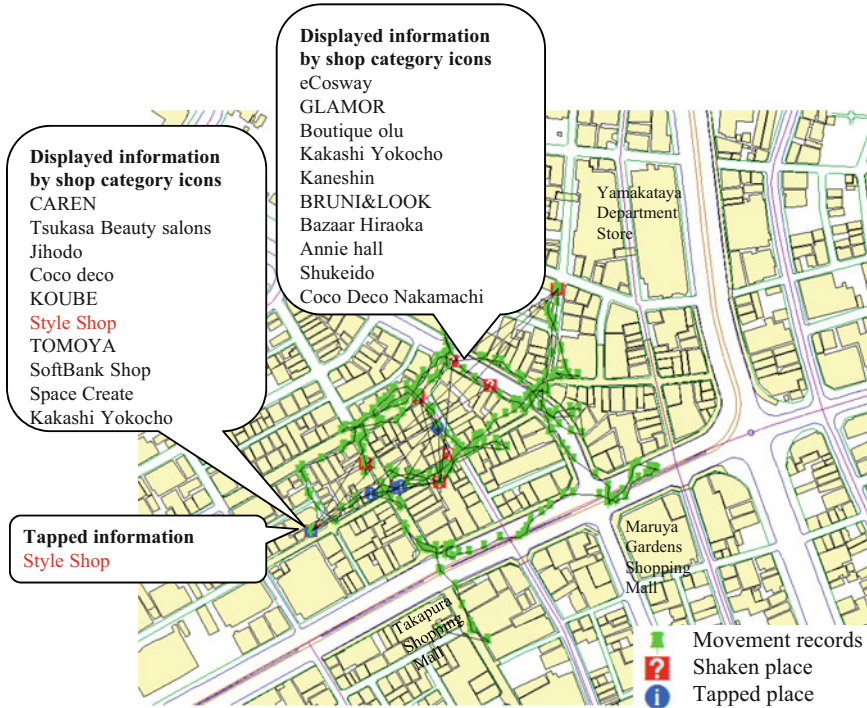 Displayed information
by shop category icons
eCosway
GLAMOR
Boutique olu
Kakashi Yokocho
Kaneshin
BRUNI&LOOK
Bazaar Hiraoka
Annie hall
Shukeido
Coco Deco Nakamachi
Displayed information
by shop category icons
CAREN
Tsukasa Beauty salons
Jihodo
Coco deco
KOUBE
Style Shop
TOMOYA
SoftBank Shop
Space Create
Kakashi Yokocho
Yamakataya
Department
Store
Tapped information
Style Shop
Maruya
Gardens
Shopping
Mall
Takapura
Shopping
Mall
Movement records
? Shaken place
i Tapped place